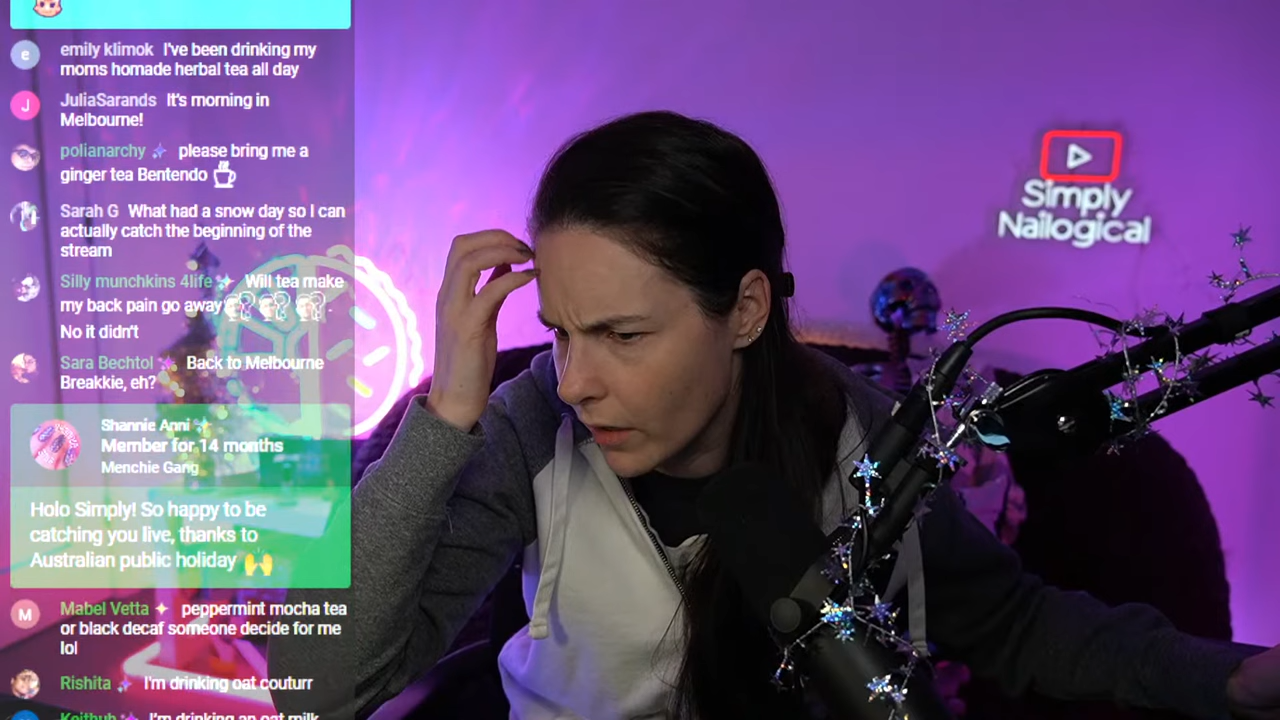 e
emily klimok I've been drinking my
moms homade herbal tea all day
J
JuliaSarands It's morning in
Melbourne!
polianarchy please bring me a
ginger tea Bentendo
Sarah G What had a snow day so I can
actually catch the beginning of the
stream
Silly munchkins 4life Will tea make
my back pain go away .
No it didn't
Sara Bechtol Back to Melbourne
Breakkie, eh?
Shannie Anni
Member for 14 months
Menchie Gang
Holo Simply! So happy to be
catching you live, thanks to
Australian public holiday
M
Mabel Vetta peppermint mocha tea
or black decaf someone decide for me
lol
Rishita I'm drinking oat couturr
Keithub I'm drinking an oat milk
Simply
Nailogical